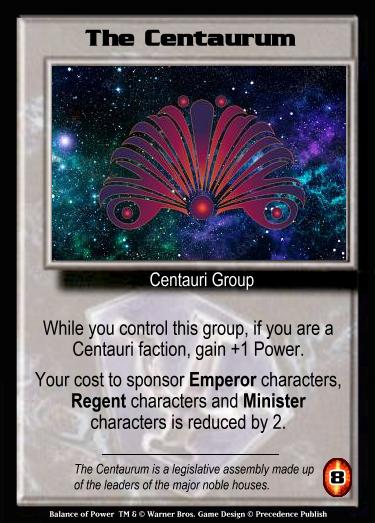 The Centaurum
Centauri Group
While you control this group, if you are a
Centauri faction, gain +1 Power.
Your cost to sponsor Emperor characters,
Regent characters and Minister
characters is reduced by 2.
The Centaurum is a legislative assembly made up
of the leaders of the major noble houses.
8
Balance of Power TM & © Warner Bros. Game Design © Precedence Publish